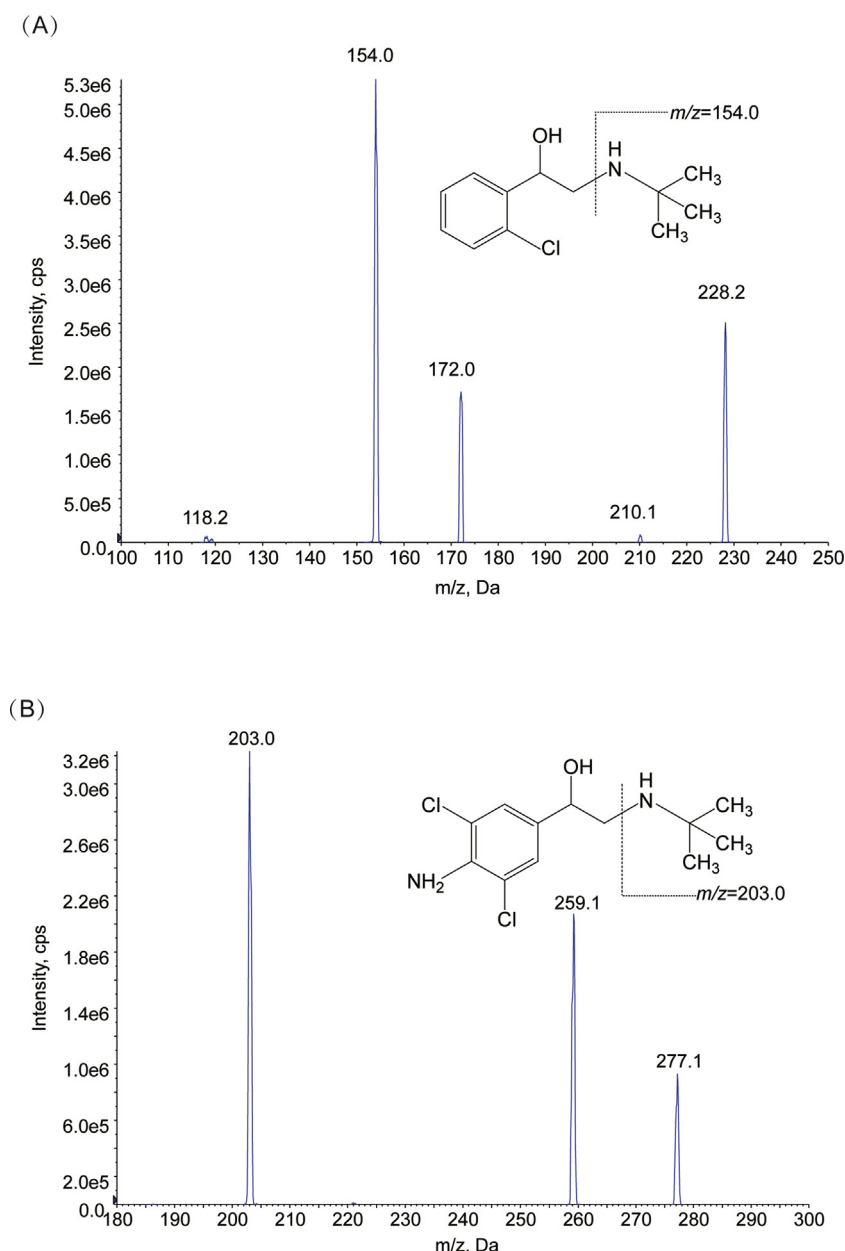 (A)
154.0
5.3e6
5.0e6
4.5e6
4.0e6
3.5e6
3.0e6
2.5e6
2.0e6
1.5e6
1.0e6
5.0e5
0.0
Intensity, cps
m/z=154.0
OH
H
N
CH3
CH3
CH3
Cl
228.2
172.0
118.2
210.1
100 110 120 130 140 150 160 170 180 190 200 210 220 230 240 250
m/z, Da
(B)
203.0
3.2e6
3.0e6
2.6e6
2.2e6
1.8e6
1.4e6
1.0e6
6.0e5
2.0e5
0.0
Intensity, cps
OH
H
N
Cl
CH3
CH3
CH3
NH2
Cl
m/z=203.0
259.1
277.1
180 190 200 210 220 230 240 250 260 270 280 290 300
m/z, Da